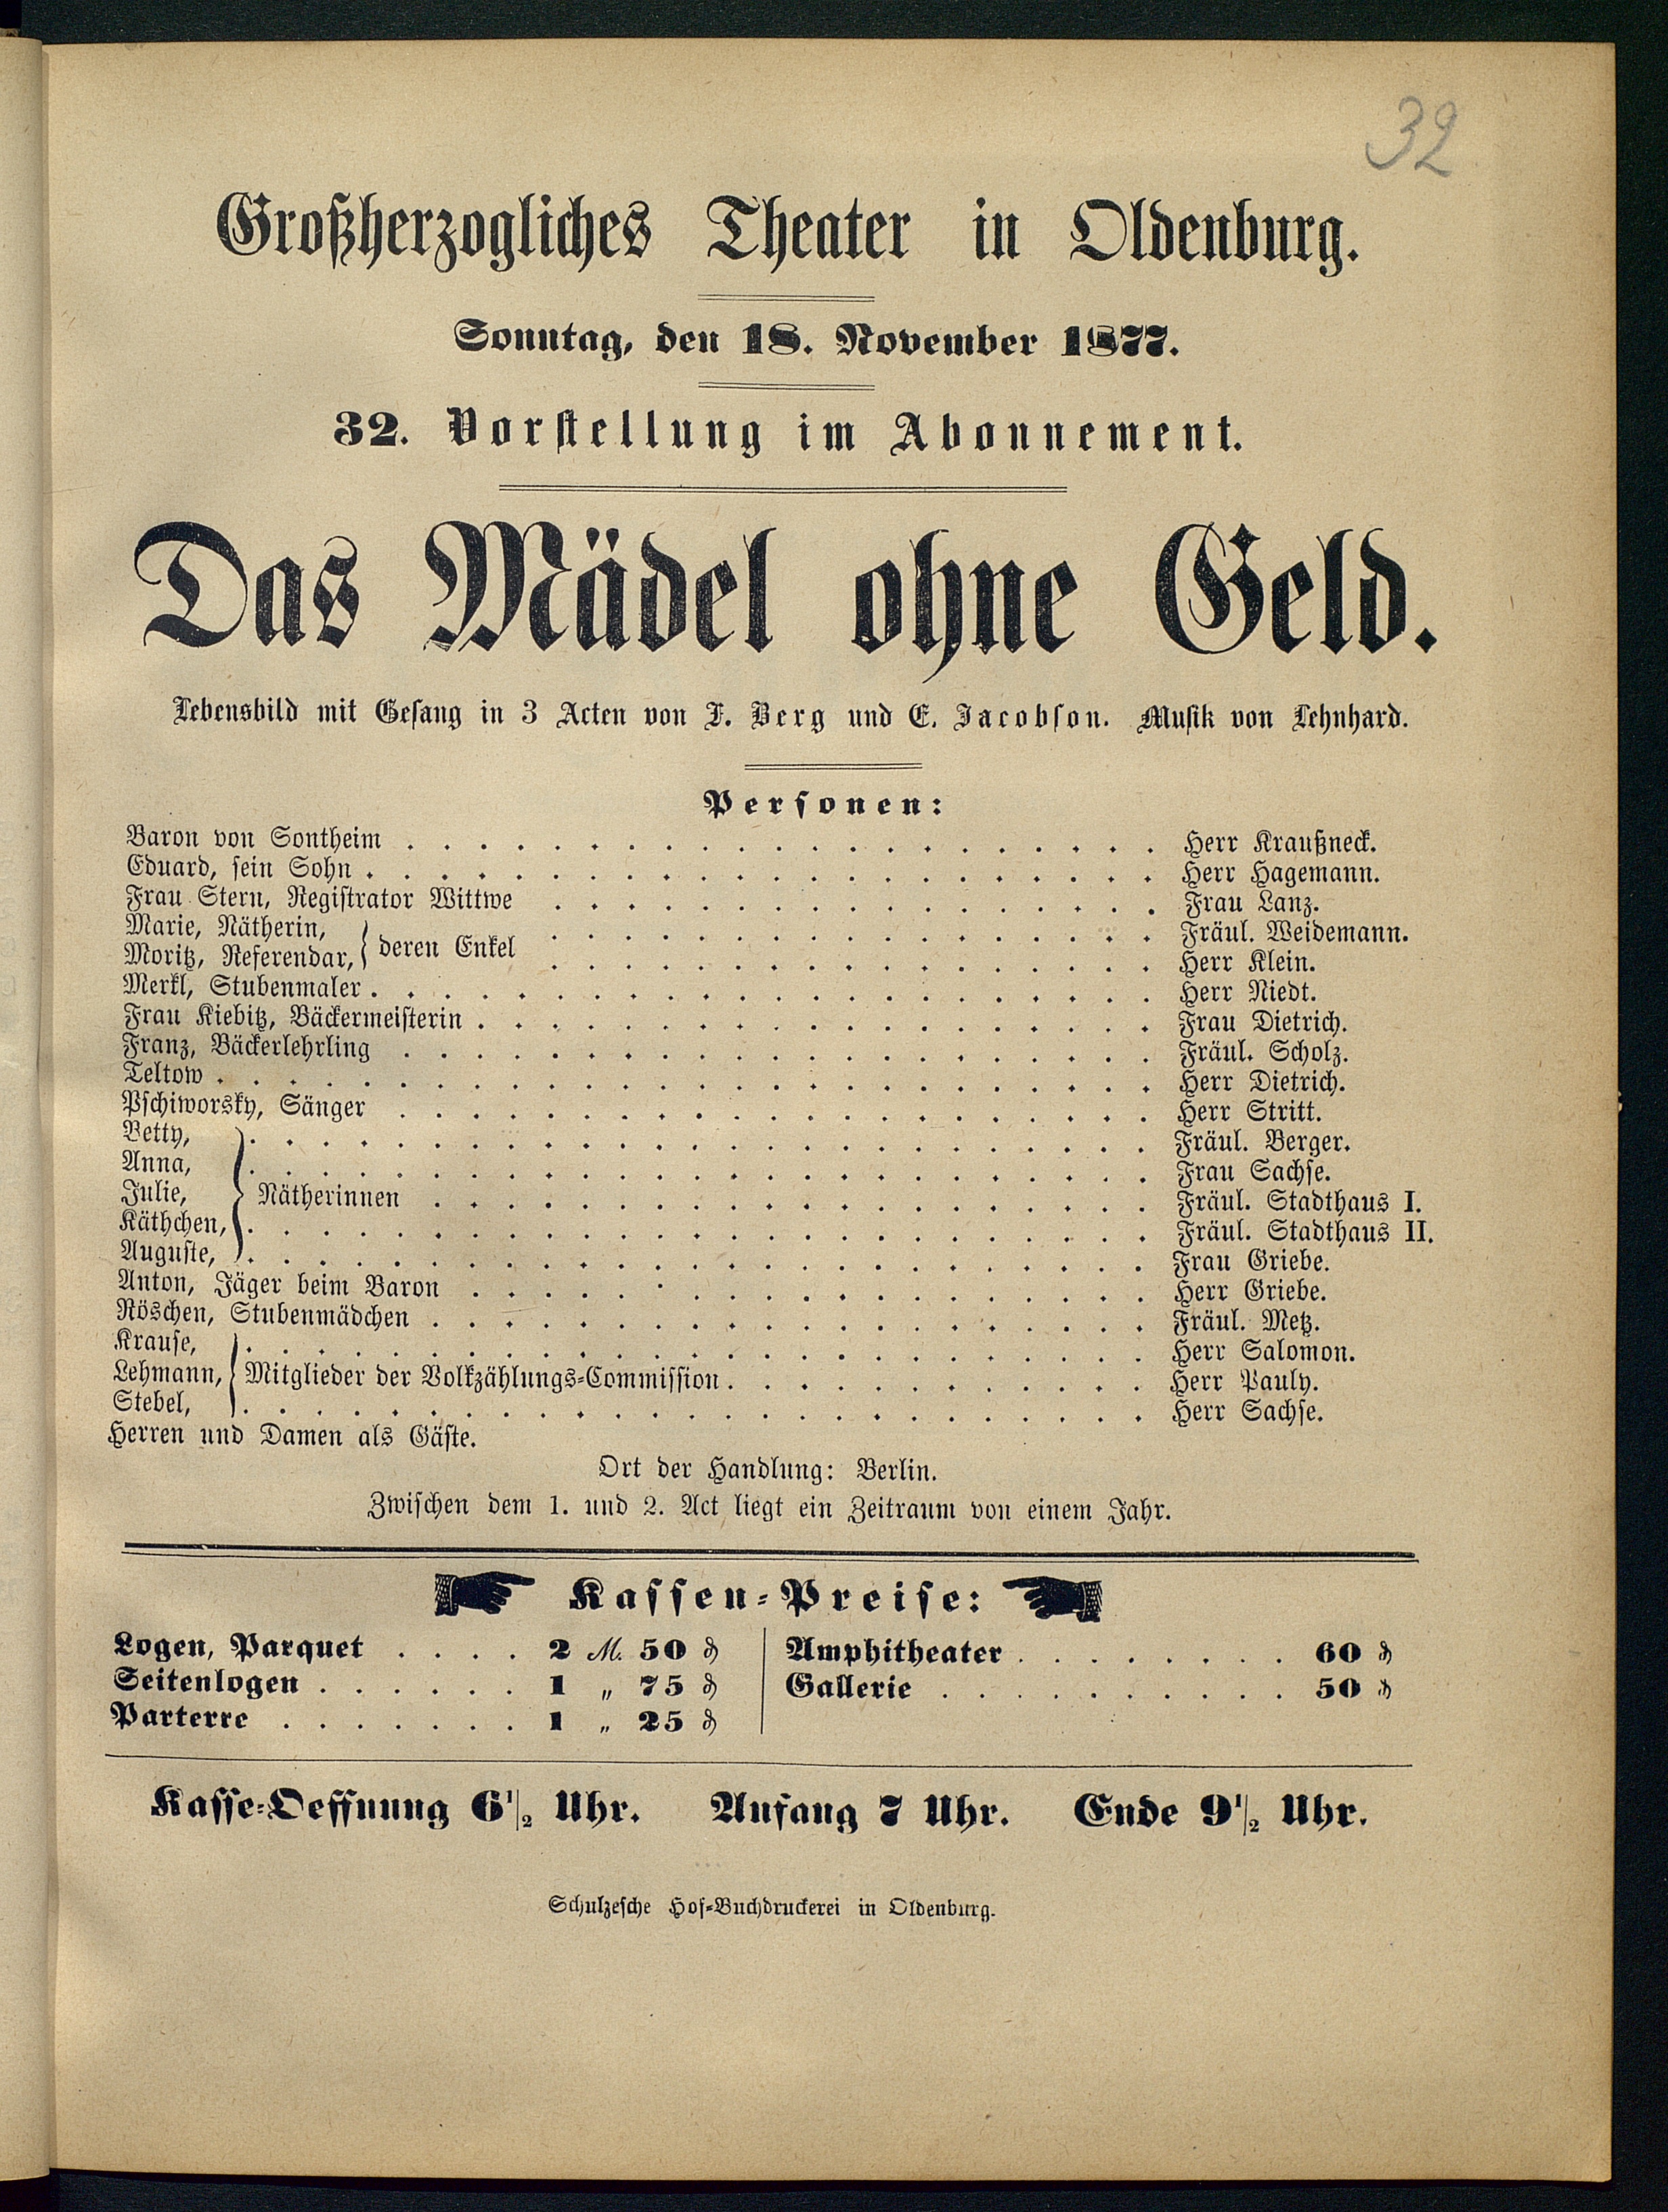 32
Großherzogliches Theater in Oldenburg.
Sonntag, den 18. November 1877.
32. Vorstellung im Abonnement.
Das Mädel ohne Geld.
Lebensbild mit Gesang in 3 Acten von F. Berg und E. Jacobson. Musik von Lehnhard.
Personen:
Baron von Sontheim . . . . . Herr Kraußneck.
Eduard, sein Sohn . . . . . Herr Hagemann.
Frau Stern, Registrator Wittwe . . . . . Frau Lanz.
Marie, Nätherin, } deren Enkel . . . . . Fräul. Weidemann.
Moritz, Referendar, . . . . . Herr Klein.
Merkl, Stubenmaler . . . . . Herr Niedt.
Frau Kiebitz, Bäckermeisterin . . . . . Frau Dietrich.
Franz, Bäckerlehrling . . . . . Fräul. Scholz.
Teltow . . . . . Herr Dietrich.
Pschiworsky, Sänger . . . . . Herr Stritt.
Betty, . . . . . Fräul. Berger.
Anna, . . . . . Frau Sachse.
Julie, } Nätherinnen . . . . . Fräul. Stadthaus I.
Käthchen, . . . . . Fräul. Stadthaus II.
Auguste, . . . . . Frau Griebe.
Anton, Jäger beim Baron . . . . . Herr Griebe.
Röschen, Stubenmädchen . . . . . Fräul. Metz.
Krause, . . . . . Herr Salomon.
Lehmann, } Mitglieder der Volkzählungs-Commission . . . . . Herr Pauly.
Stebel, . . . . . Herr Sachse.
Herren und Damen als Gäste.
Ort der Handlung: Berlin.
Zwischen dem 1. und 2. Act liegt ein Zeitraum von einem Jahr.
Kassen-Preise:
Logen, Parquet . . . . 2 M. 50 ₰
Seitenlogen . . . . . . 1 „ 75 ₰
Parterre . . . . . . . 1 „ 25 ₰
Amphitheater . . . . . . . . 60 ₰
Gallerie . . . . . . . . . . 50 ₰
Kasse-Oeffnung 6 1/2 Uhr. Anfang 7 Uhr. Ende 9 1/2 Uhr.
Schulzesche Hof-Buchdruckerei in Oldenburg.